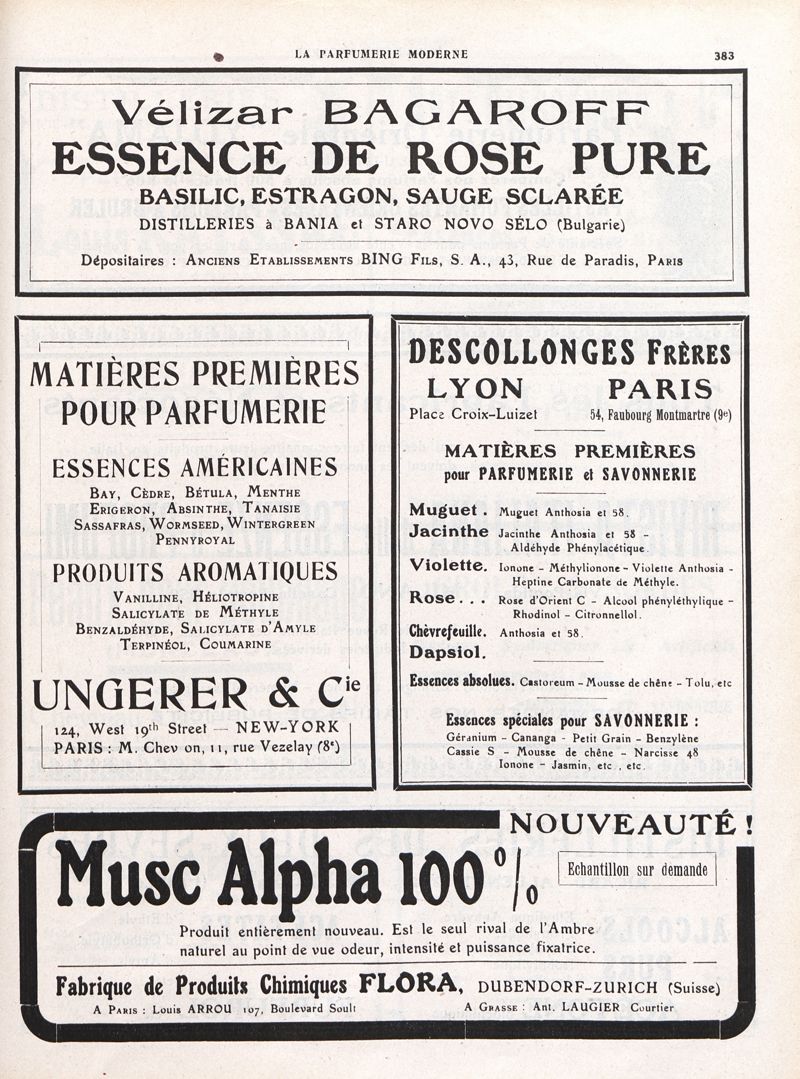 LA PARFUMERIE MODERNE 383
Vélizar BAGAROFF
ESSENCE DE ROSE PURE
BASILIC, ESTRAGON, SAUGE SCLARÉE
DISTILLERIES à BANIA et STARO NOVO SÉLO (Bulgarie)
Dépositaires : ANCIENS ETABLISSEMENTS BING FILS, S. A., 43, Rue de Paradis, PARIS
MATIÈRES PREMIÈRES
POUR PARFUMERIE
ESSENCES AMÉRICAINES
BAY, CÈDRE, BÉTULA, MENTHE
ERIGERON, ABSINTHE, TANAISIE
SASSAFRAS, WORMSEED, WINTERGREEN
PENNYROYAL
PRODUITS AROMATIQUES
VANILLINE, HÉLIOTROPINE
SALICYLATE DE MÉTHYLE
BENZALDÉHYDE, SALICYLATE D'AMYLE
TERPINÉOL, COUMARINE
UNGERER & Cie
124, West 19th Street — NEW-YORK
PARIS : M. Chev on, 11, rue Vezelay (8e)
DESCOLLONGES FRÈRES
LYON PARIS
Place Croix-Luizet 54, Faubourg Montmartre (9e)
MATIÈRES PREMIÈRES
pour PARFUMERIE et SAVONNERIE
Muguet . Muguet Anthosia et 58.
Jacinthe Jacinthe Anthosia et 58 –
Aldéhyde Phénylacétique.
Violette. Ionone – Méthylionone – Violette Anthosia –
Heptine Carbonate de Méthyle.
Rose . . . Rose d'Orient C – Alcool phényléthylique –
Rhodinol – Citronnellol.
Chèvrefeuille. Anthosia et 58.
Dapsiol.
Essences absolues. Castoreum – Mousse de chêne – Tolu, etc
Essences spéciales pour SAVONNERIE :
Géranium – Cananga – Petit Grain – Benzylène
Cassie S – Mousse de chêne – Narcisse 48
Ionone – Jasmin, etc., etc.
NOUVEAUTÉ !
Musc Alpha 100 %
Echantillon sur demande
Produit entièrement nouveau. Est le seul rival de l'Ambre
naturel au point de vue odeur, intensité et puissance fixatrice.
Fabrique de Produits Chimiques FLORA, DUBENDORF-ZURICH (Suisse)
A PARIS : Louis ARROU 107, Boulevard Soult A GRASSE : Ant. LAUGIER Courtier